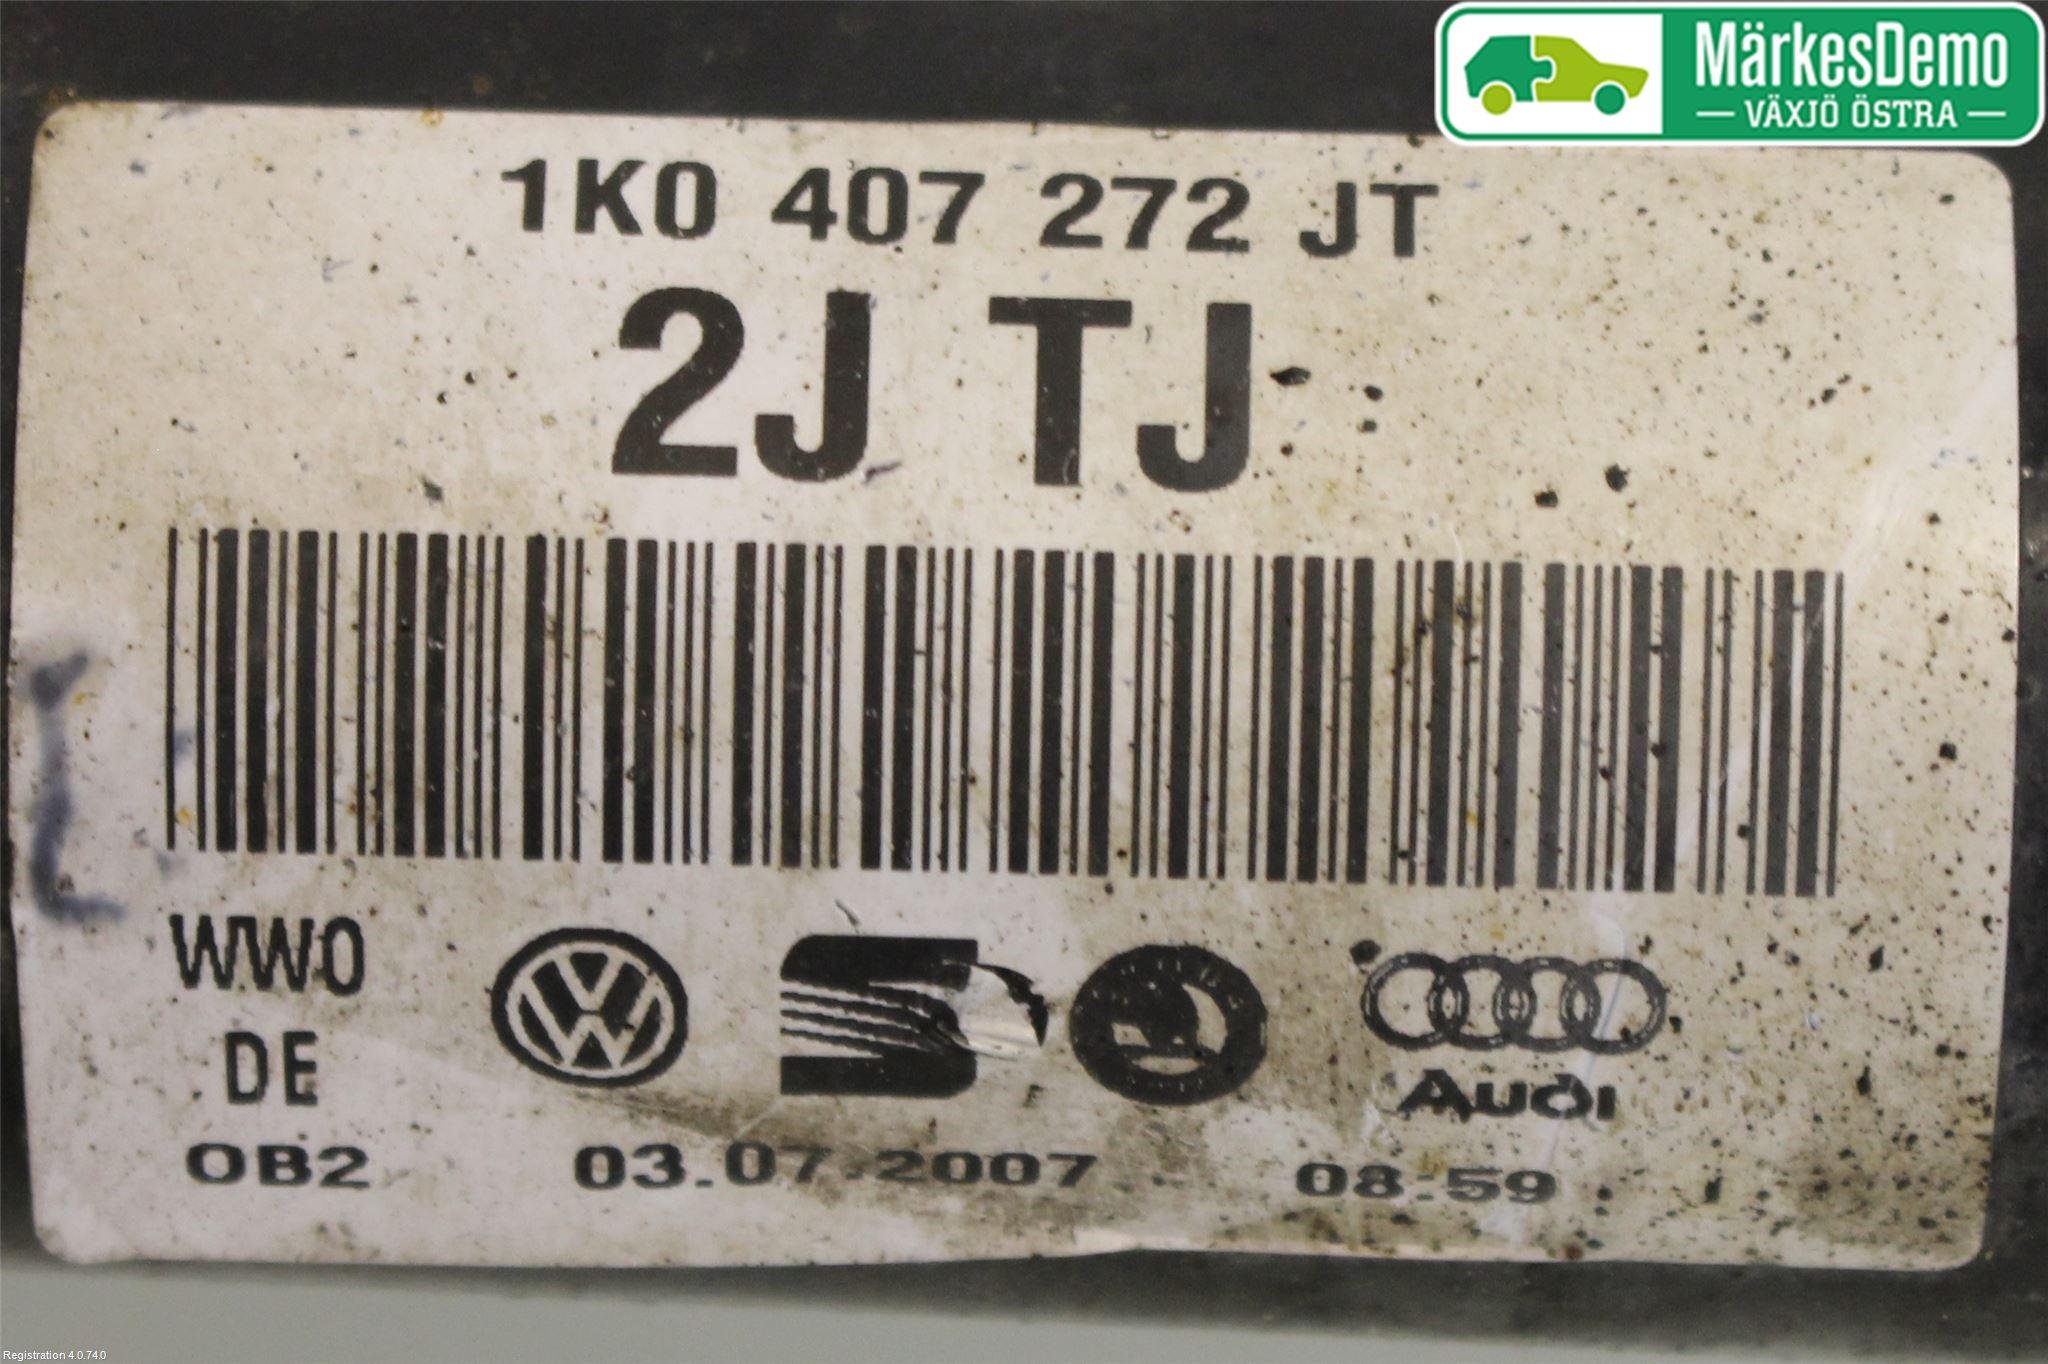 MärkesDemo
VÄXJÖ ÖSTRA
1K0 407 272 JT
2J TJ
WWO
DE
OB2
03.07.2007
08:59
Audi
Registration 4.0.74.0